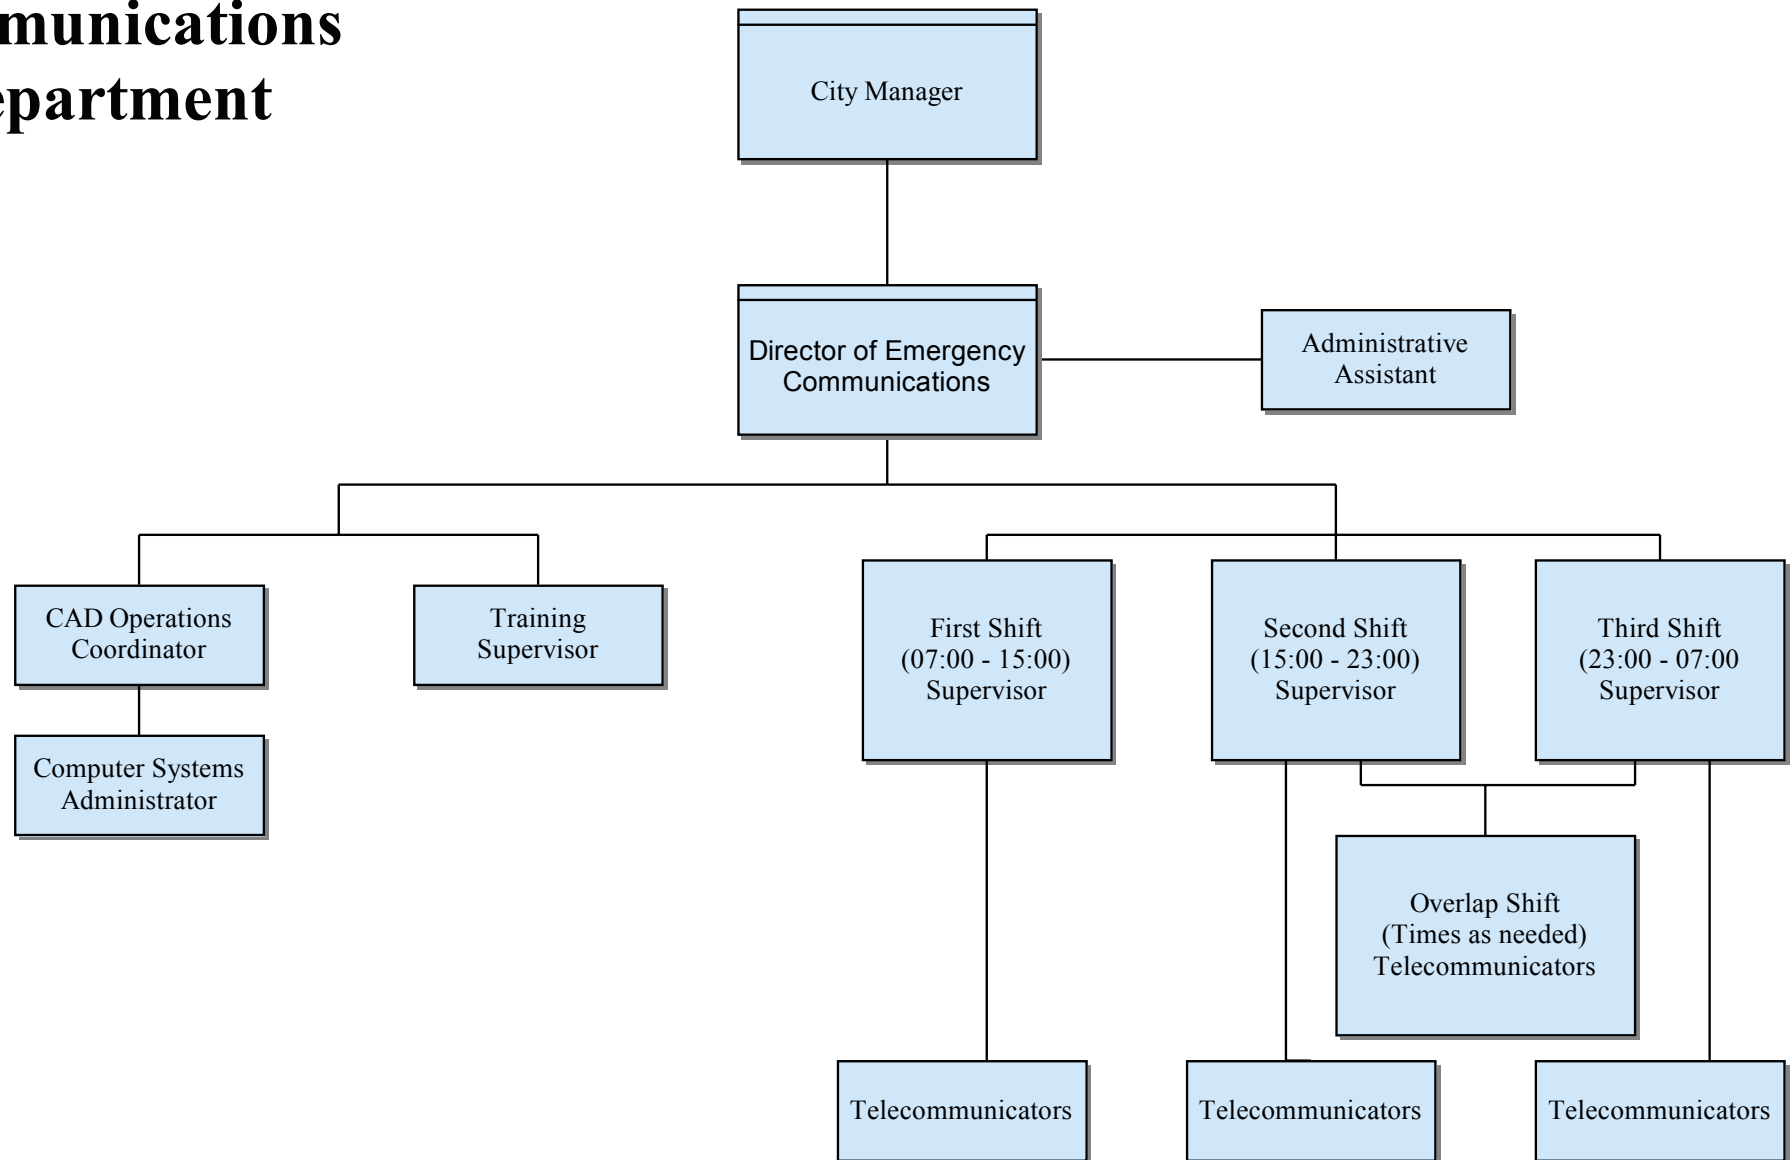 munications
partment
City Manager
Director of Emergency
Communications
Administrative
Assistant
CAD Operations
Coordinator
Training
Supervisor
First Shift
(07:00 - 15:00)
Supervisor
Second Shift
(15:00 - 23:00)
Supervisor
Third Shift
(23:00 - 07:00
Supervisor
Computer Systems
Administrator
Overlap Shift
(Times as needed)
Telecommunicators
Telecommunicators
Telecommunicators
Telecommunicators